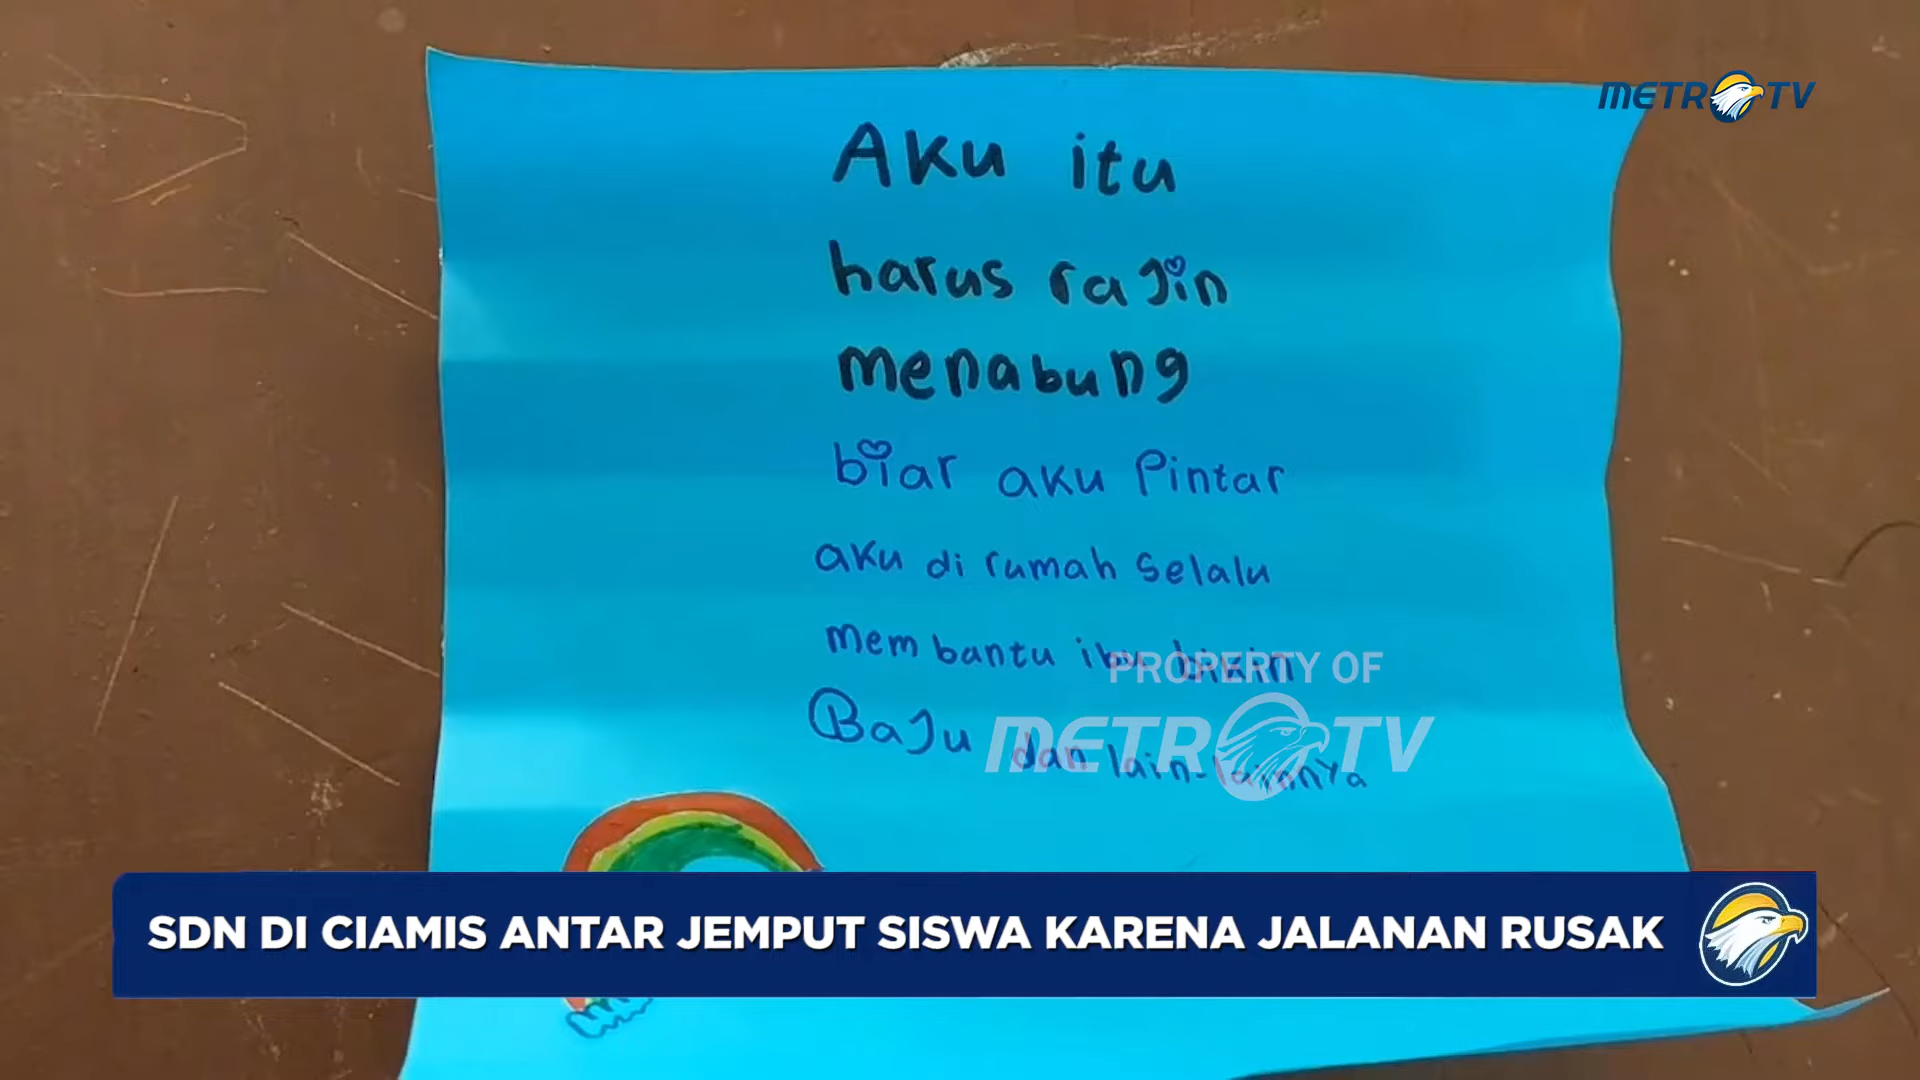 METRO TV
Aku itu
harus rajin
menabung
biar aku Pintar
aku di rumah selalu
mem bantu ibu bikin
Baju dan lain-lainnya
PROPERTY OF
METRO TV
SDN DI CIAMIS ANTAR JEMPUT SISWA KARENA JALANAN RUSAK